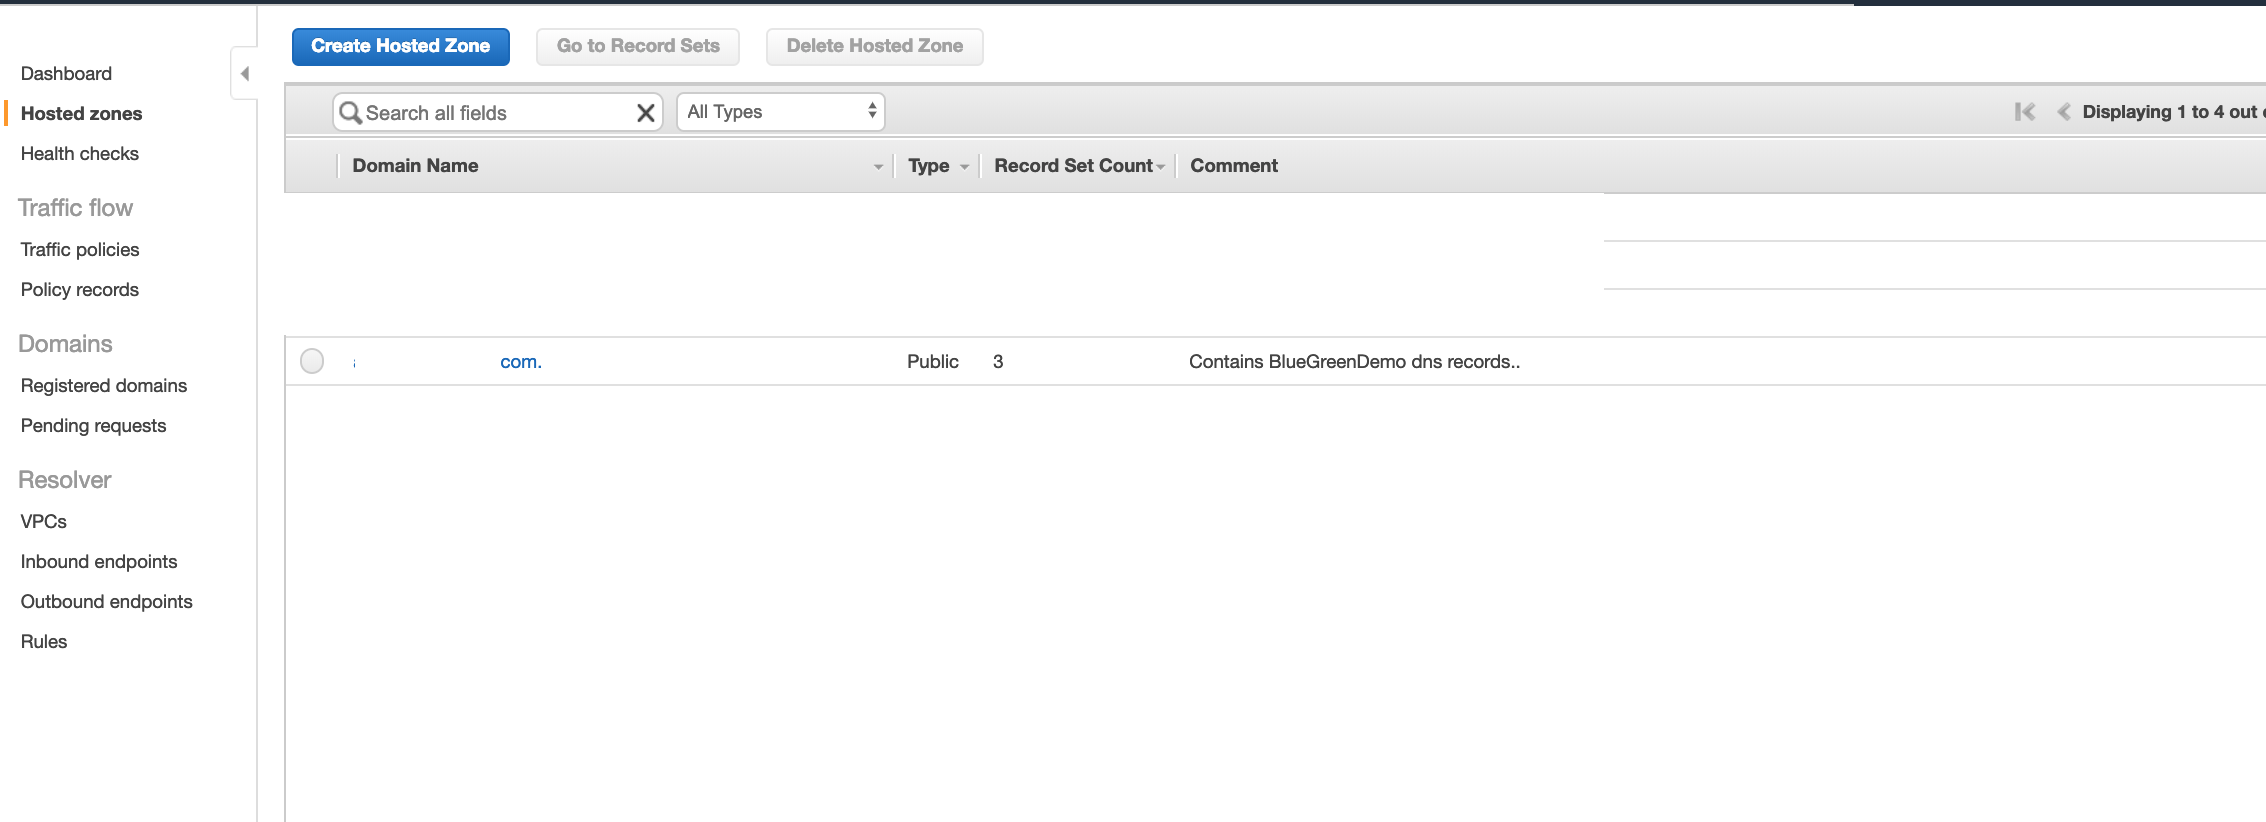 Create Hosted Zone
Go to Record Sets
Delete Hosted Zone
Dashboard
Hosted zones
Health checks
Traffic flow
Traffic policies
Policy records
Domains
Registered domains
Pending requests
Resolver
VPCs
Inbound endpoints
Outbound endpoints
Rules
Search all fields
All Types
Displaying 1 to 4 out
Domain Name
Type
Record Set Count
Comment
com.
Public
3
Contains BlueGreenDemo dns records..